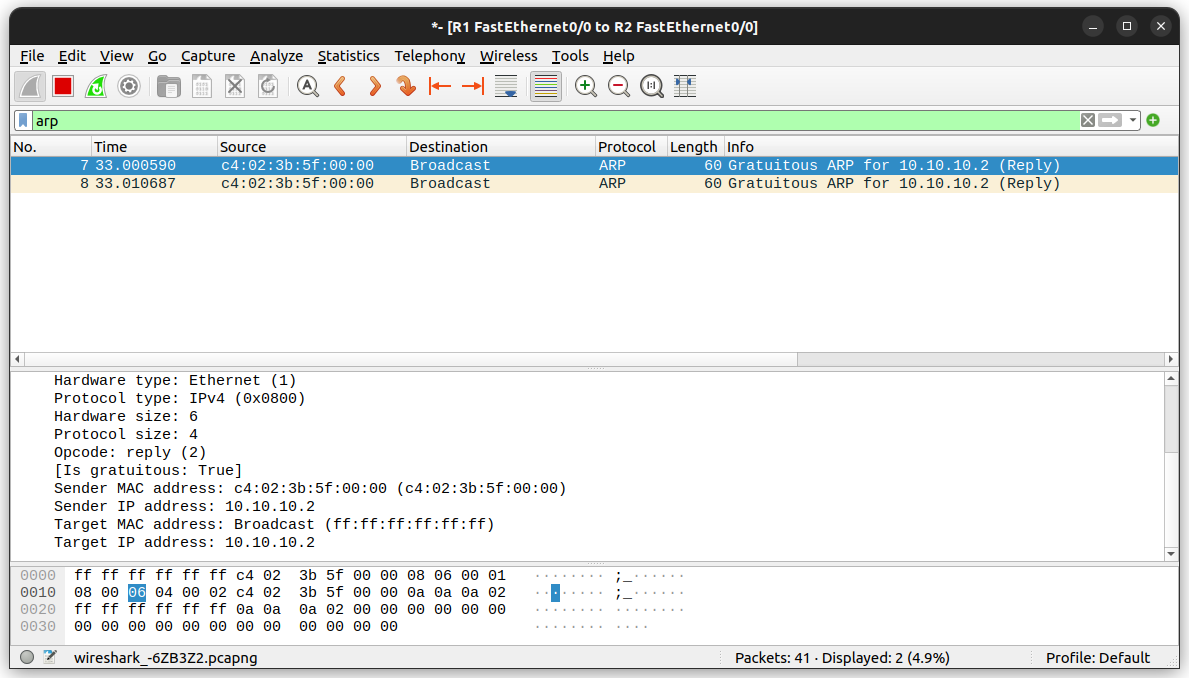 *- [R1 FastEthernet0/0 to R2 FastEthernet0/0]
File Edit View Go Capture Analyze Statistics Telephony Wireless Tools Help
arp
No. Time Source Destination Protocol Length Info
7 33.000590 c4:02:3b:5f:00:00 Broadcast ARP 60 Gratuitous ARP for 10.10.10.2 (Reply)
8 33.010687 c4:02:3b:5f:00:00 Broadcast ARP 60 Gratuitous ARP for 10.10.10.2 (Reply)
Hardware type: Ethernet (1)
Protocol type: IPv4 (0x0800)
Hardware size: 6
Protocol size: 4
Opcode: reply (2)
[Is gratuitous: True]
Sender MAC address: c4:02:3b:5f:00:00 (c4:02:3b:5f:00:00)
Sender IP address: 10.10.10.2
Target MAC address: Broadcast (ff:ff:ff:ff:ff:ff)
Target IP address: 10.10.10.2
0000 ff ff ff ff ff ff c4 02 3b 5f 00 00 08 06 00 01 ········ ;_······
0010 08 00 06 04 00 02 c4 02 3b 5f 00 00 0a 0a 0a 02 ········ ;_······
0020 ff ff ff ff ff ff 0a 0a 0a 02 00 00 00 00 00 00 ········ ········
0030 00 00 00 00 00 00 00 00 00 00 00 00 ········ ····
wireshark_-6ZB3Z2.pcapng Packets: 41 · Displayed: 2 (4.9%) Profile: Default